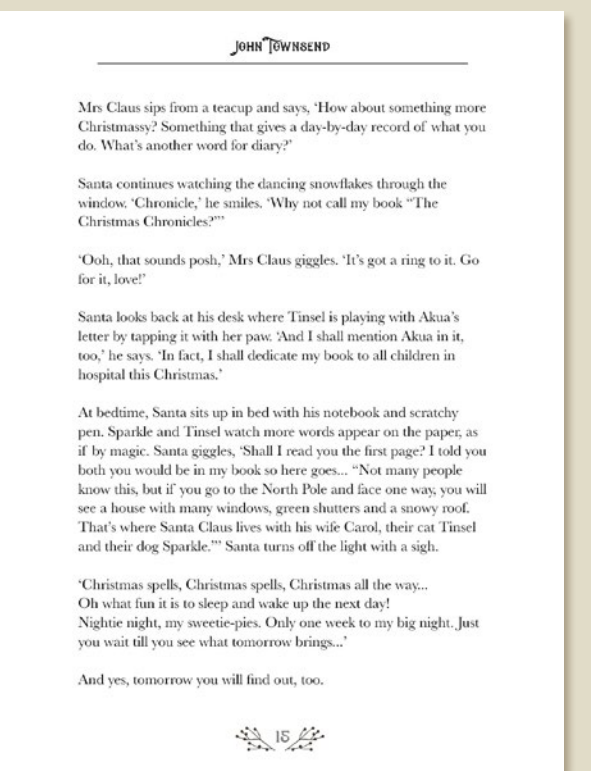 John Townsend
Mrs Claus sips from a teacup and says, ‘How about something more
Christmassy? Something that gives a day-by-day record of what you
do. What’s another word for diary?’
Santa continues watching the dancing snowflakes through the
window. ‘Chronicle,’ he smiles. ‘Why not call my book “The
Christmas Chronicles?”’
‘Ooh, that sounds posh,’ Mrs Claus giggles. ‘It’s got a ring to it. Go
for it, love!’
Santa looks back at his desk where Tinsel is playing with Akua’s
letter by tapping it with her paw. ‘And I shall mention Akua in it,
too,’ he says. ‘In fact, I shall dedicate my book to all children in
hospital this Christmas.’
At bedtime, Santa sits up in bed with his notebook and scratchy
pen. Sparkle and Tinsel watch more words appear on the paper, as
if by magic. Santa giggles, ‘Shall I read you the first page? I told you
both you would be in my book so here goes... “Not many people
know this, but if you go to the North Pole and face one way, you will
see a house with many windows, green shutters and a snowy roof.
That’s where Santa Claus lives with his wife Carol, their cat Tinsel
and their dog Sparkle.”’ Santa turns off the light with a sigh.
‘Christmas spells, Christmas spells, Christmas all the way...
Oh what fun it is to sleep and wake up the next day!
Nightie night, my sweetie-pies. Only one week to my big night. Just
you wait till you see what tomorrow brings...’
And yes, tomorrow you will find out, too.
15